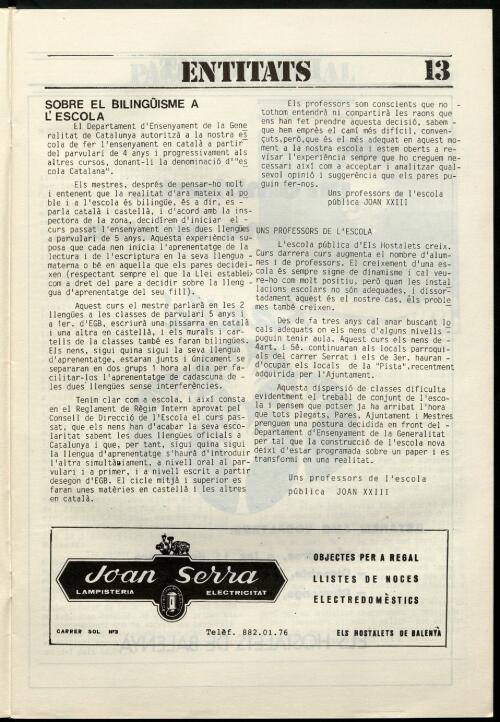 ENTITATS 13
SOBRE EL BILINGÜISME A
L'ESCOLA
El Departament d'Ensenyament de la Gene
ralitat de Catalunya autoritzà a la nostra es
cola de fer l'ensenyament en català a partir
del parvulari de 4 anys i progressivament als
altres cursos, donant-li la denominació d'"es
cola Catalana".
Els mestres, després de pensar-ho molt
i entenent que la realitat d'ara mateix al po
ble i a l'escola és bilingüe, és a dir, es -
parla català i castellà, i d'acord amb la ins-
pectora de la zona, decidírem d'iniciar el -
curs passat l'ensenyament en les dues llengües
a parvulari de 5 anys. Aquesta experiència su-
posa que cada nen inicia l'aprenentatge de la
lectura i de l'escriptura en la seva llengua -
materna o bé en aquella que els pares decidei-
xen (respectant sempre el que la Llei estableix
com a dret del pare a decidir sobre la lleng -
gua d'aprenentatge del seu fill).
Aquest curs el mestre parlarà en les 2
llengües a les classes de parvulari 5 anys i
a 1er. d'EGB, escriurà una pissarra en català
i una altra en castellà, i els murals i car-
tells de la classes també es faran bilingües.
Els nens, sigui quina sigui la seva llengua
d'aprenentatge, estaran junts i únicament se
separaran en dos grups 1 hora al dia per fa-
cilitar-los l'aprenentatge de cadascuna de -
les dues llengües sense interferències.
Tenim clar com a escola, i així consta
en el Reglament de Règim Intern aprovat pel
Consell de Direcció de l'Escola el curs pas-
sat, que els nens han d'acabar la seva esco-
laritat sabent les dues llengües oficials a
Catalunya i que, per tant, sigui quina sigui
la llengua d'aprenentatge s'haurà d'introduir
l'altra simultàniament, a nivell oral al par-
vulari i a primer, i a nivell escrit a partir
desegon d'EGB. El cicle mitjà i superior es
faran unes matèries en castellà i les altres
en català.
Els professors som conscients que no -
tothom entendrà ni compartirà les raons que
ens han fet prendre aquesta decisió, sabem -
que hem emprès el camí més difícil, conven-
çuts,però,que és el més adequat en aquest mo-
ment a la nostra escola i estem oberts a re-
visar l'experiència sempre que ho creguem ne-
cessari així com a acceptar i analitzar qual-
sevol opinió i suggerència que els pares pu-
guin fer-nos.
Uns professors de l'escola
pública JOAN XXIII
UNS PROFESSORS DE L'ESCOLA
L'escola pública d'Els Hostalets creix.
Curs darrera curs augmenta el nombre d'alum-
nes i de professors. El creixement d'una es-
cola és sempre signe de dinamisme i cal veu-
re-ho com molt positiu, però quan les instal
lacions escolars no són adequades, i dissor-
tadament aquest és el nostre cas, els proble
mes també creixen.
Des de fa tres anys cal anar buscant lo
cals adequats on els nens d'alguns nivells -
puguin tenir aula. Aquest curs els nens de -
4art, i 5è. continuaran als locals parroqui-
als del carrer Serrat i els de 3er. hauran -
d'ocupar els locals de la "Pista",recentment
adquirida per l'Ajuntament.
Aquesta dispersió de classes dificulta
evidentment el treball de conjunt de l'esco-
la i pensem que potser ja ha arribat l'hora
que tots plegats, Pares, Ajuntament i Mestres
prenguem una postura decidida en front del -
Departament d'Ensenyament de la Generalitat
per tal que la construcció de l'escola nova
deixi d'estar programada sobre un paper i es
transformi en una realitat.
Uns professors de l'escola
pública JOAN XXIII
Joan Serra
LAMPISTERIA ELECTRICITAT
CARRER SOL Nº3
Telèf. 882.01.76
OBJECTES PER A REGAL
LLISTES DE NOCES
ELECTRODOMÈSTICS
ELS HOSTALETS DE BALENYÀ